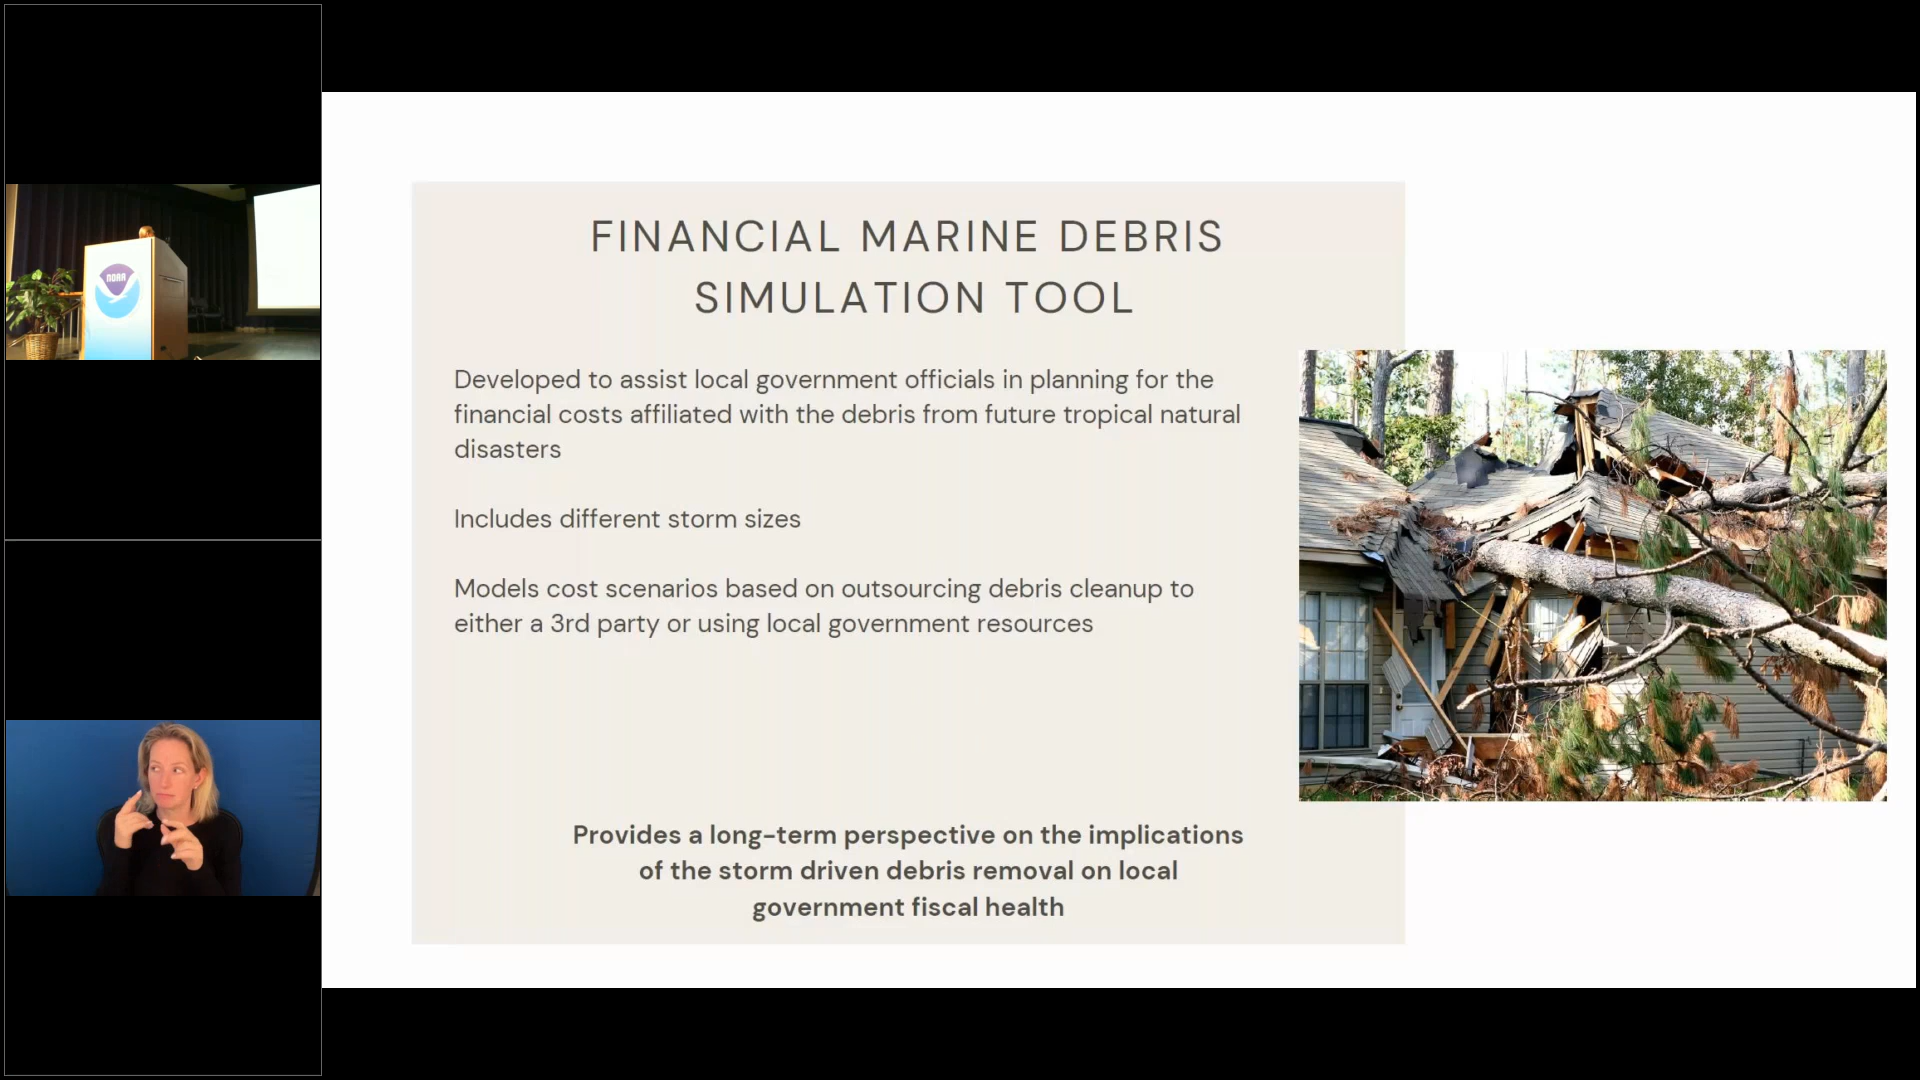 NOAA
FINANCIAL MARINE DEBRIS
SIMULATION TOOL
Developed to assist local government officials in planning for the
financial costs affiliated with the debris from future tropical natural
disasters
Includes different storm sizes
Models cost scenarios based on outsourcing debris cleanup to
either a 3rd party or using local government resources
Provides a long-term perspective on the implications
of the storm driven debris removal on local
government fiscal health